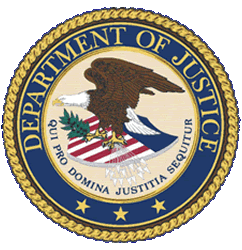 DEPARTMENT OF JUSTICE
QUI PRO DOMINA JUSTITIA SEQUITUR